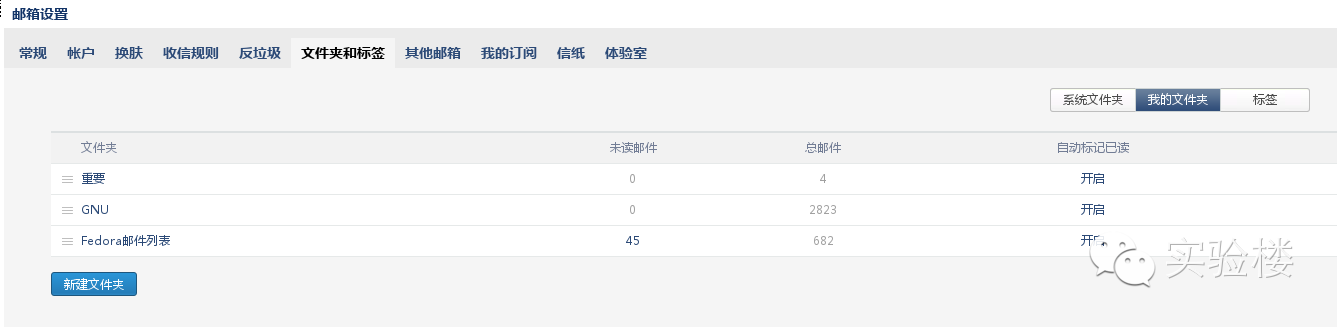 邮箱设置
常规 帐户 换肤 收信规则 反垃圾 文件夹和标签 其他邮箱 我的订阅 信纸 体验室
系统文件夹 我的文件夹 标签
文件夹 未读邮件 总邮件 自动标记已读
重要 0 4 开启
GNU 0 2823 开启
Fedora邮件列表 45 682 开启
实验楼
新建文件夹